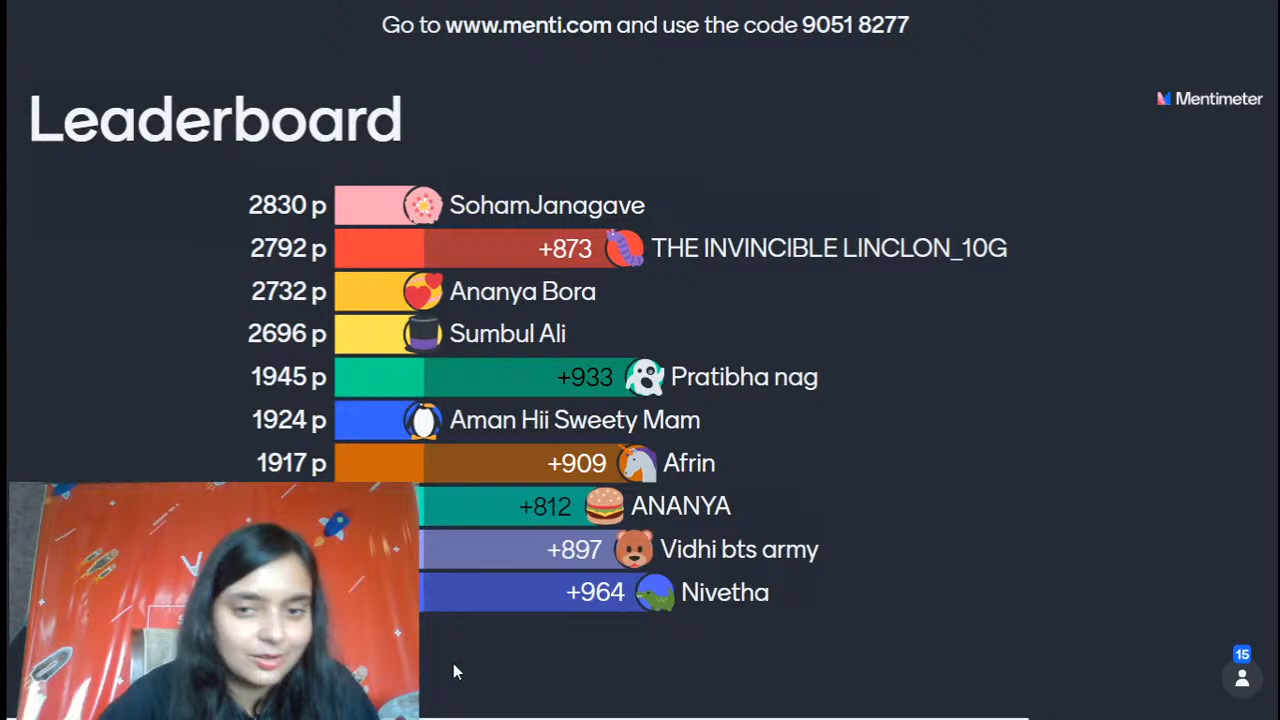 Go to www.menti.com and use the code 9051 8277
Mentimeter
Leaderboard
2830 p SohamJanagave
2792 p +873 THE INVINCIBLE LINCLON_10G
2732 p Ananya Bora
2696 p Sumbul Ali
1945 p +933 Pratibha nag
1924 p Aman Hii Sweety Mam
1917 p +909 Afrin
+812 ANANYA
+897 Vidhi bts army
+964 Nivetha
15